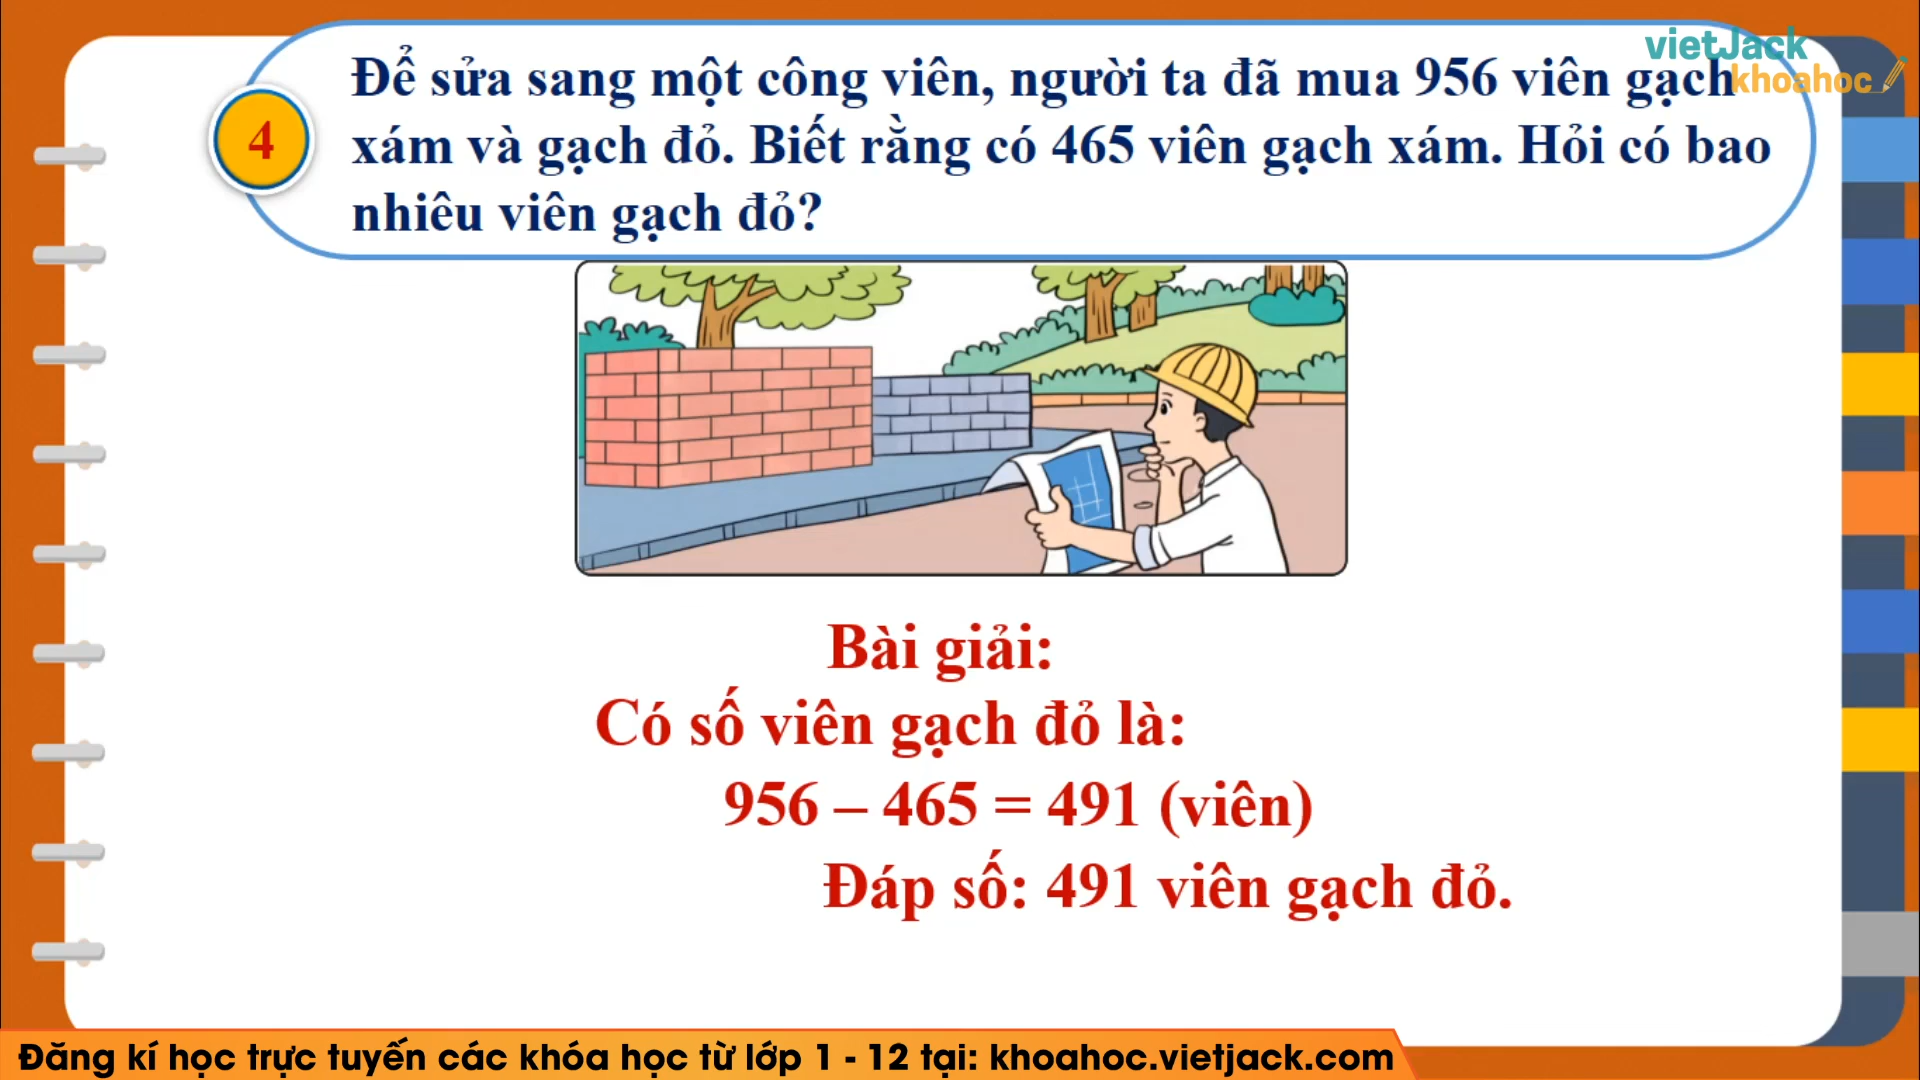 vietJack
khoahoc
4
Để sửa sang một công viên, người ta đã mua 956 viên gạch
xám và gạch đỏ. Biết rằng có 465 viên gạch xám. Hỏi có bao
nhiêu viên gạch đỏ?
Bài giải:
Có số viên gạch đỏ là:
956 – 465 = 491 (viên)
Đáp số: 491 viên gạch đỏ.
Đăng kí học trực tuyến các khóa học từ lớp 1 - 12 tại: khoahoc.vietjack.com